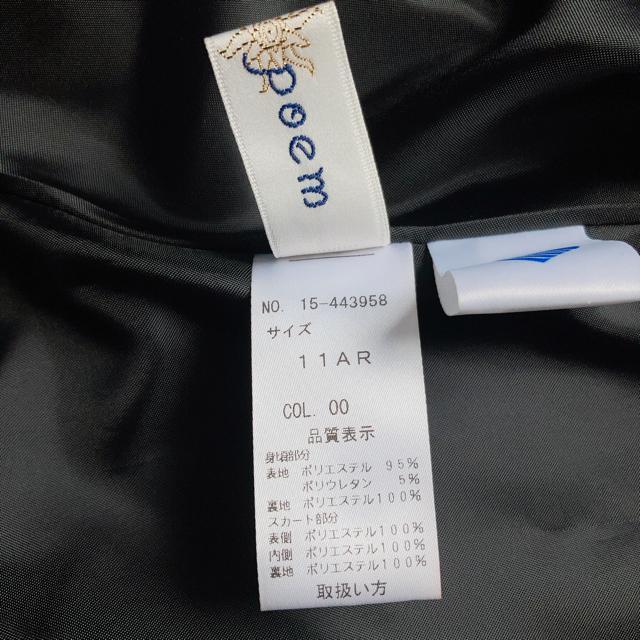 poem
NO. 15-443958
サイズ
11AR
COL. 00
品質表示
身頃部分
表地 ポリエステル 95%
ポリウレタン 5%
裏地 ポリエステル100%
スカート部分
表側 ポリエステル100%
内側 ポリエステル100%
裏地 ポリエステル100%
取扱い方